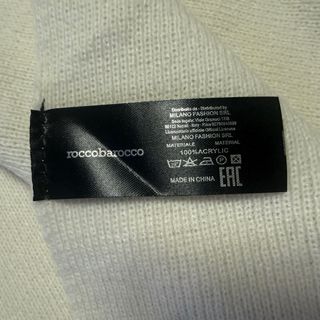 roccobarocco
Distribuito da - Distributed by
MILANO FASHION SRL
MILANO FASHION SRL
MATERIALE MATERIAL
100%ACRYLIC
MADE IN CHINA
EAC